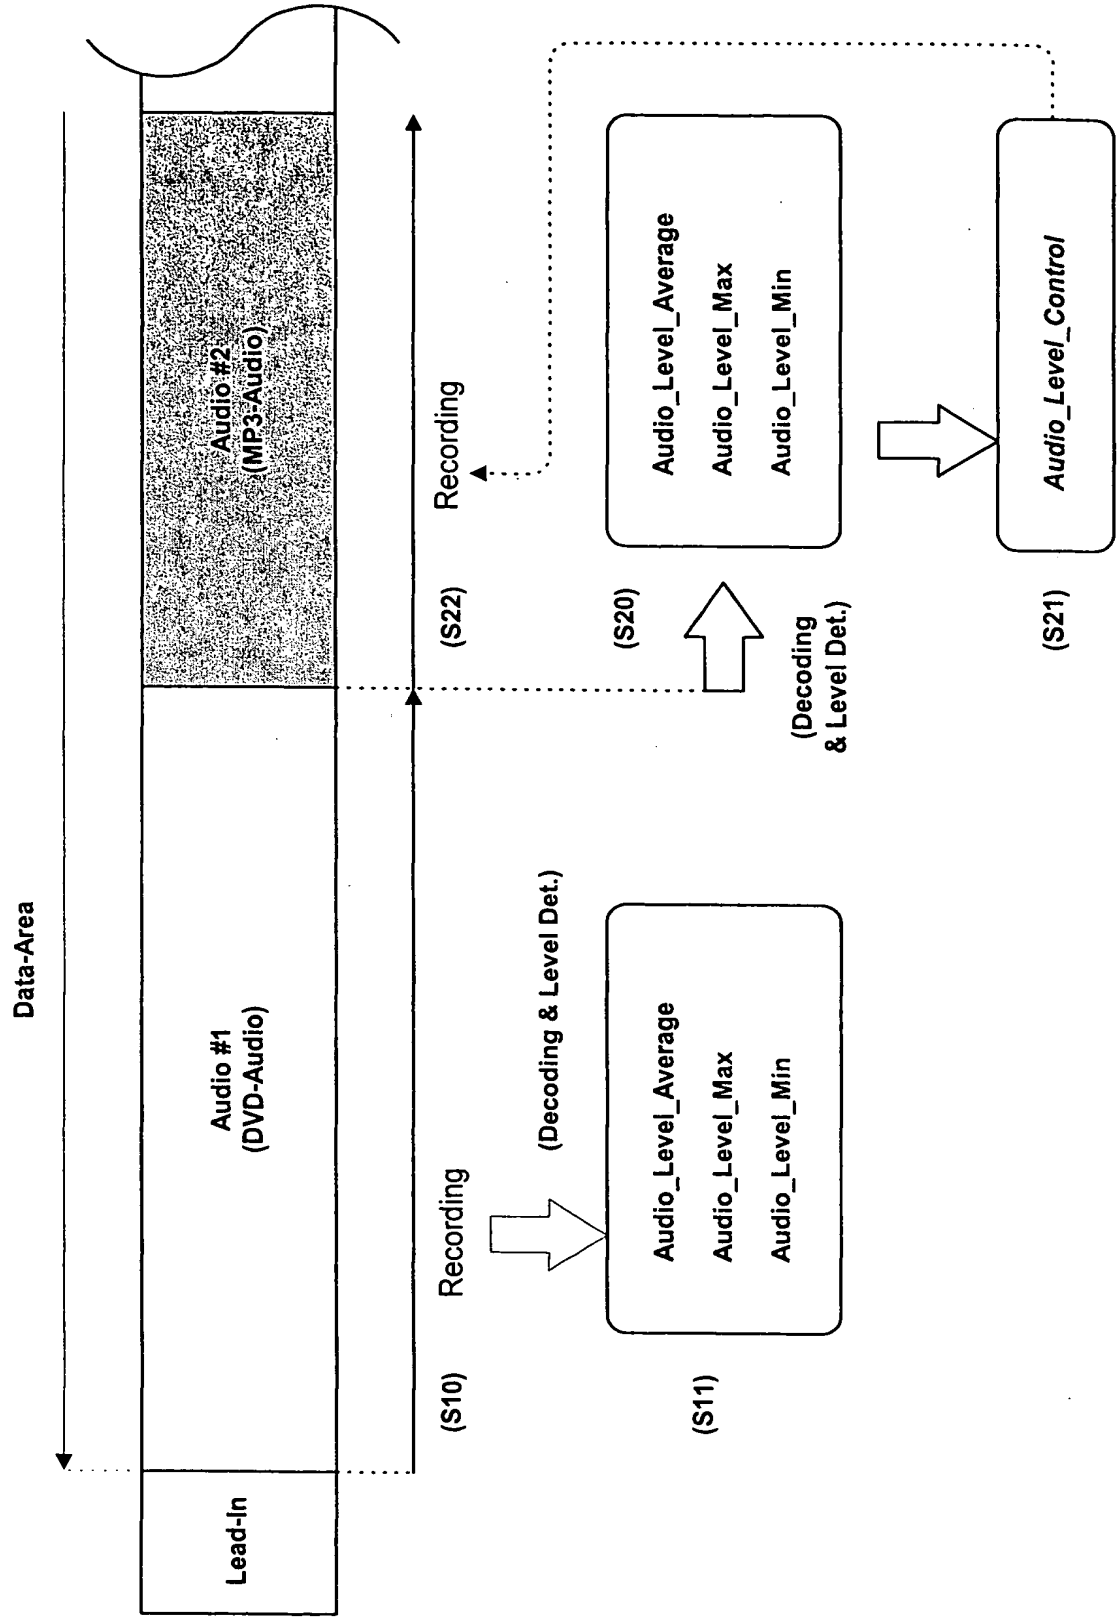 Data-Area
Lead-In
Audio #1
(DVD-Audio)
Audio #2
(MP3-Audio)
(S10)
Recording
(S22)
Recording
(Decoding & Level Det.)
(S11)
Audio_Level_Average
Audio_Level_Max
Audio_Level_Min
(S20)
Audio_Level_Average
Audio_Level_Max
Audio_Level_Min
(Decoding
& Level Det.)
(S21)
Audio_Level_Control